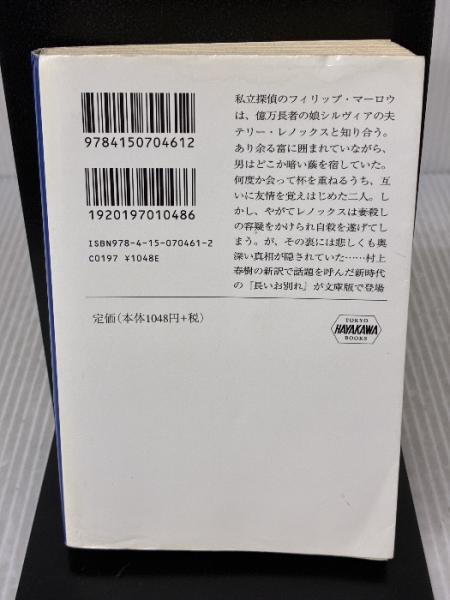 私立探偵のフィリップ・マーロウ
は、億万長者の娘シルヴィアの夫
テリー・レノックスと知り合う。
あり余る富に囲まれていながら、
男はどこか暗い蔭を宿していた。
何度か会って杯を重ねるうち、互
いに友情を覚えはじめた二人。し
かし、やがてレノックスは妻殺し
の容疑をかけられ自殺を遂げてし
まう。が、その裏には悲しくも奥
深い真相が隠されていた……村上
春樹の新訳で話題を呼んだ新時代
の『長いお別れ』が文庫版で登場
9784150704612
1920197010486
ISBN978-4-15-070461-2
C0197 ¥1048E
定価(本体1048円+税)
TOKYO
HAYAKAWA
BOOKS